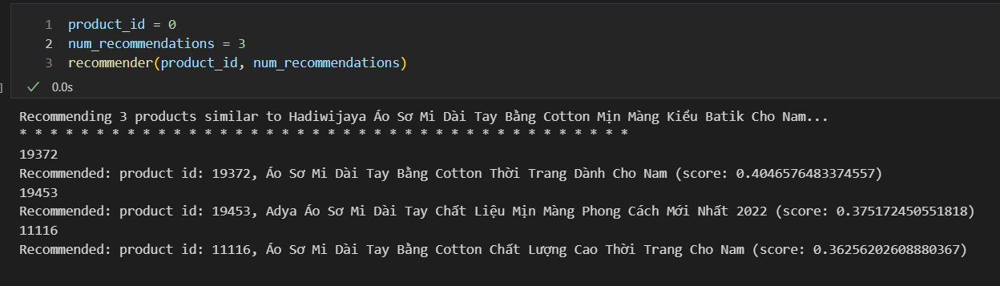 1 product_id = 0
2 num_recommendations = 3
3 recommender(product_id, num_recommendations)
] ✓ 0.0s
Recommending 3 products similar to Hadiwijaya Áo Sơ Mi Dài Tay Bằng Cotton Mịn Màng Kiểu Batik Cho Nam...
* * * * * * * * * * * * * * * * * * * * * * * * * * * * * * * * * * * * * * * *
19372
Recommended: product id: 19372, Áo Sơ Mi Dài Tay Bằng Cotton Thời Trang Dành Cho Nam (score: 0.4046576483374557)
19453
Recommended: product id: 19453, Adya Áo Sơ Mi Dài Tay Chất Liệu Mịn Màng Phong Cách Mới Nhất 2022 (score: 0.375172450551818)
11116
Recommended: product id: 11116, Áo Sơ Mi Dài Tay Bằng Cotton Chất Lượng Cao Thời Trang Cho Nam (score: 0.36256202608880367)